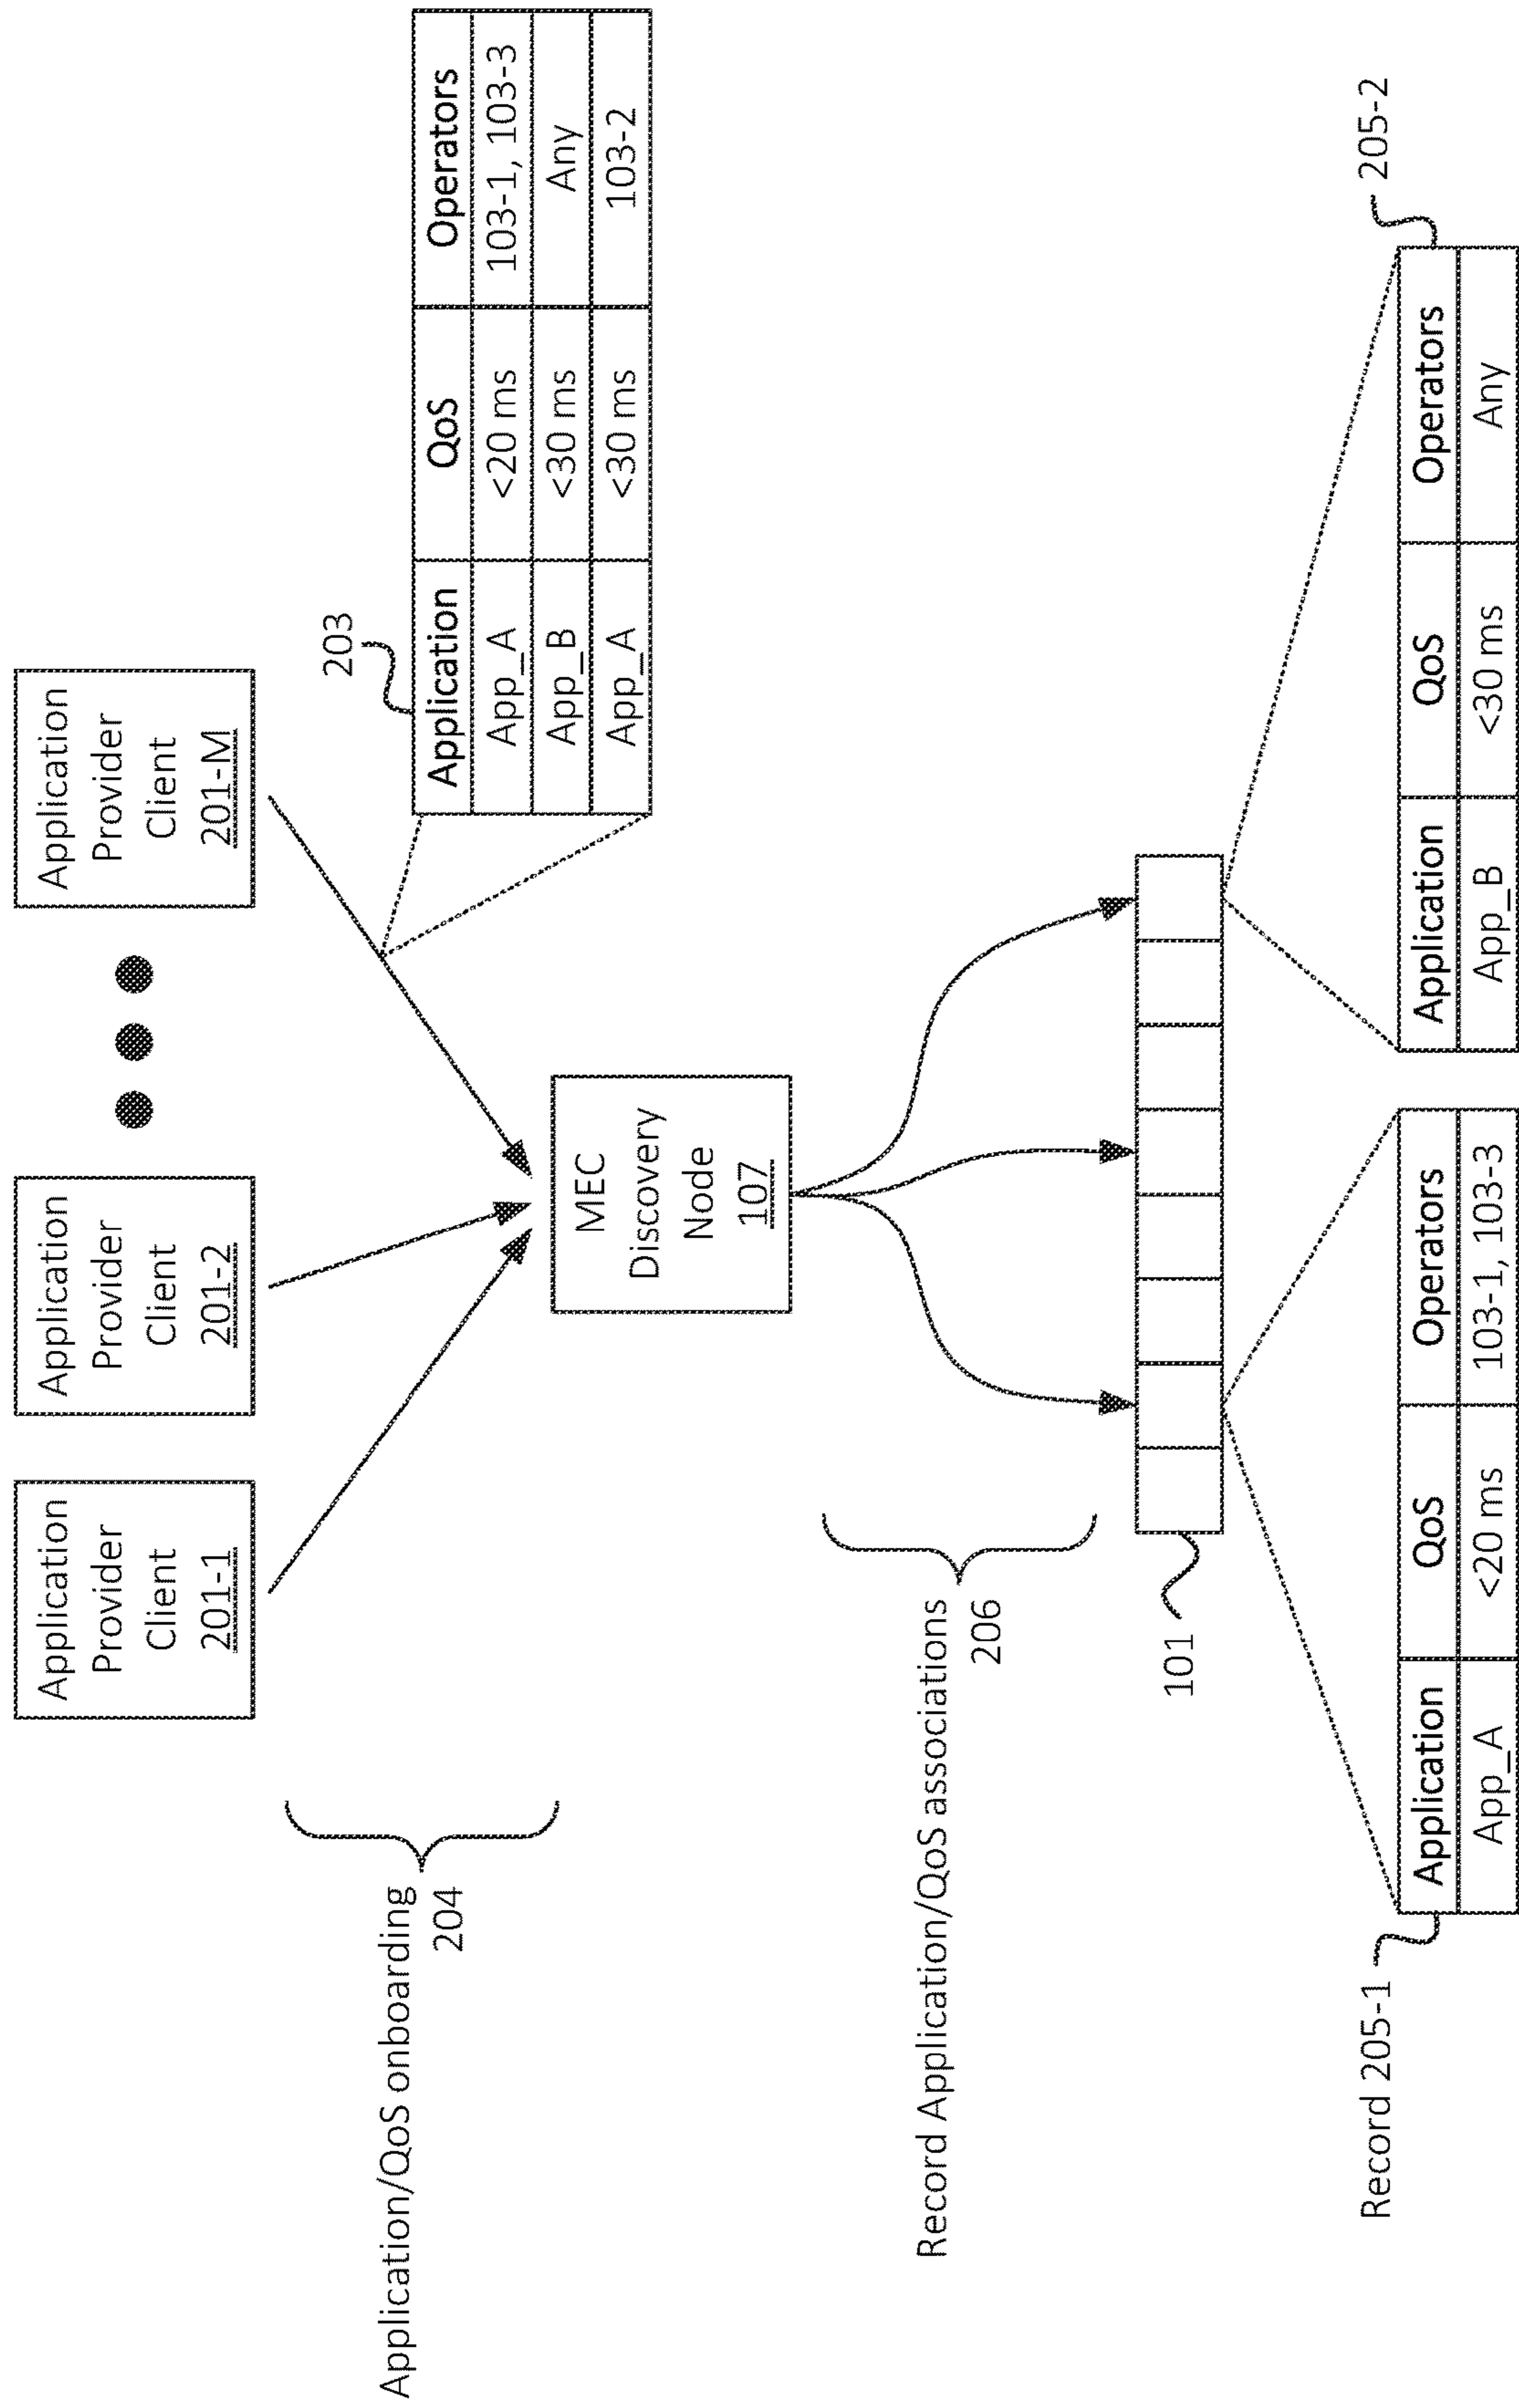 Application
Provider
Client
201-1
Application
Provider
Client
201-2
Application
Provider
Client
201-M
Application/QoS onboarding
204
203
Application QoS Operators
App_A <20 ms 103-1, 103-3
App_B <30 ms Any
App_A <30 ms 103-2
MEC
Discovery
Node
107
Record Application/QoS associations
206
101
Record 205-1
Application QoS Operators
App_A <20 ms 103-1, 103-3
205-2
Application QoS Operators
App_B <30 ms Any